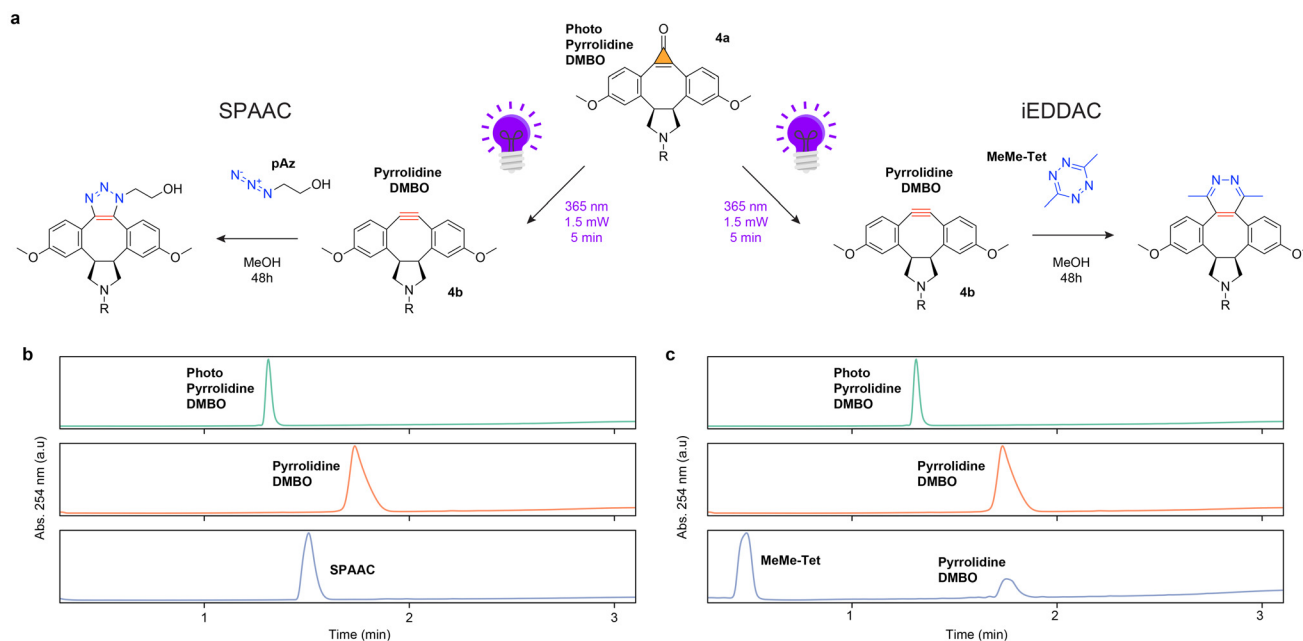 a
Photo
Pyrrolidine
DMBO
4a
O
O
O
N
R
SPAAC
iEDDAC
pAz
N⁻
N⁺
N
OH
Pyrrolidine
DMBO
O
O
N
R
4b
365 nm
1.5 mW
5 min
MeOH
48h
N
N
N
OH
O
O
N
R
365 nm
1.5 mW
5 min
Pyrrolidine
DMBO
O
O
N
R
4b
MeMe-Tet
N
N
N
N
MeOH
48h
N
N
O
O
N
R
b
Photo
Pyrrolidine
DMBO
Pyrrolidine
DMBO
SPAAC
Abs. 254 nm (a.u)
1
2
3
Time (min)
c
Photo
Pyrrolidine
DMBO
Pyrrolidine
DMBO
MeMe-Tet
Pyrrolidine
DMBO
Abs. 254 nm (a.u)
1
2
3
Time (min)